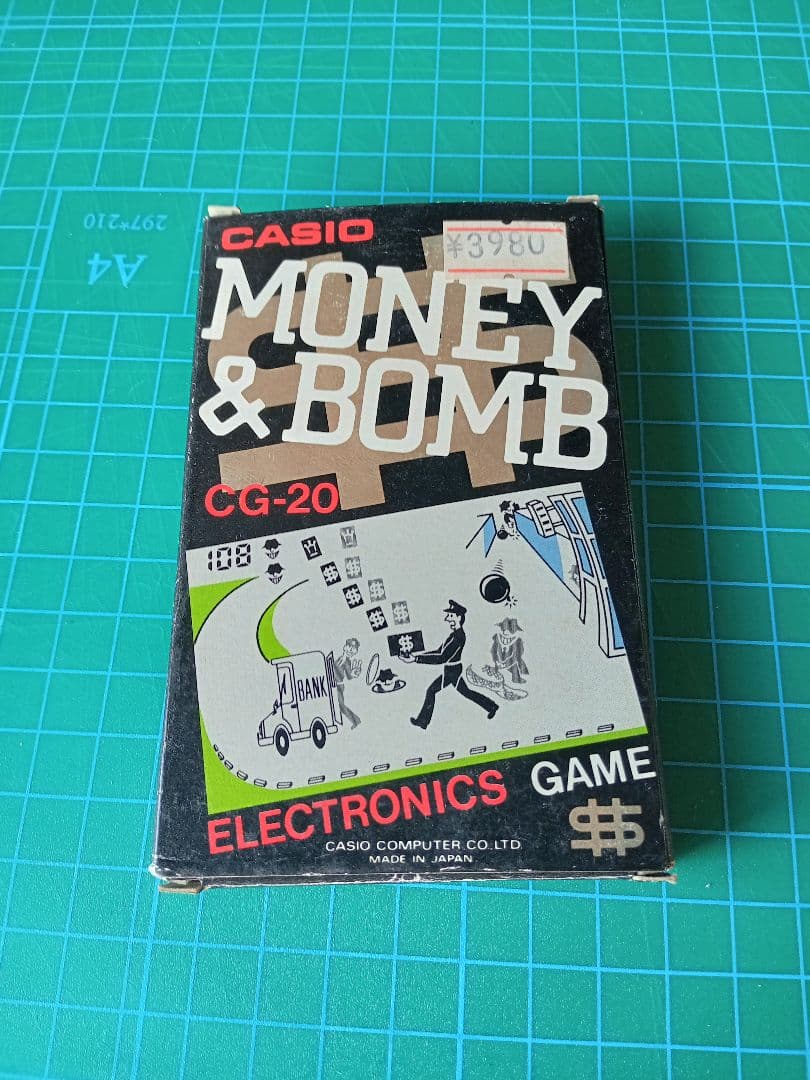 CASIO
¥3980
MONEY
& BOMB
CG-20
108
$
$
$
$
$
$
$
BANK
ELECTRONICS GAME
CASIO COMPUTER CO.,LTD.
MADE IN JAPAN
$
297*210
A4